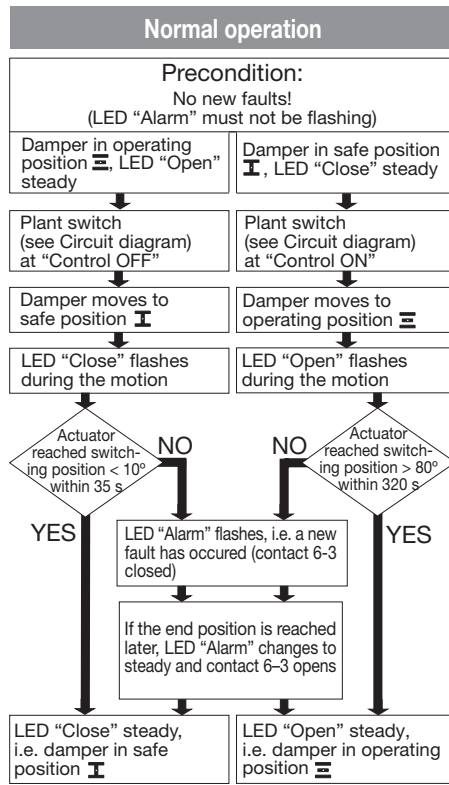 Normal operation
Precondition:
No new faults!
(LED “Alarm” must not be flashing)
Damper in operating
position , LED “Open”
steady
Damper in safe position
, LED “Close” steady
Plant switch
(see Circuit diagram)
at “Control OFF”
Plant switch
(see Circuit diagram)
at “Control ON”
Damper moves to
safe position
Damper moves to
operating position
LED “Close” flashes
during the motion
LED “Open” flashes
during the motion
Actuator
reached switch-
ing position < 10º
within 35 s
NO
YES
Actuator
reached switch-
ing position > 80º
within 320 s
NO
YES
LED “Alarm” flashes, i.e. a new
fault has occured (contact 6-3
closed)
If the end position is reached
later, LED “Alarm” changes to
steady and contact 6–3 opens
LED “Close” steady,
i.e. damper in safe
position
LED “Open” steady,
i.e. damper in operating
position